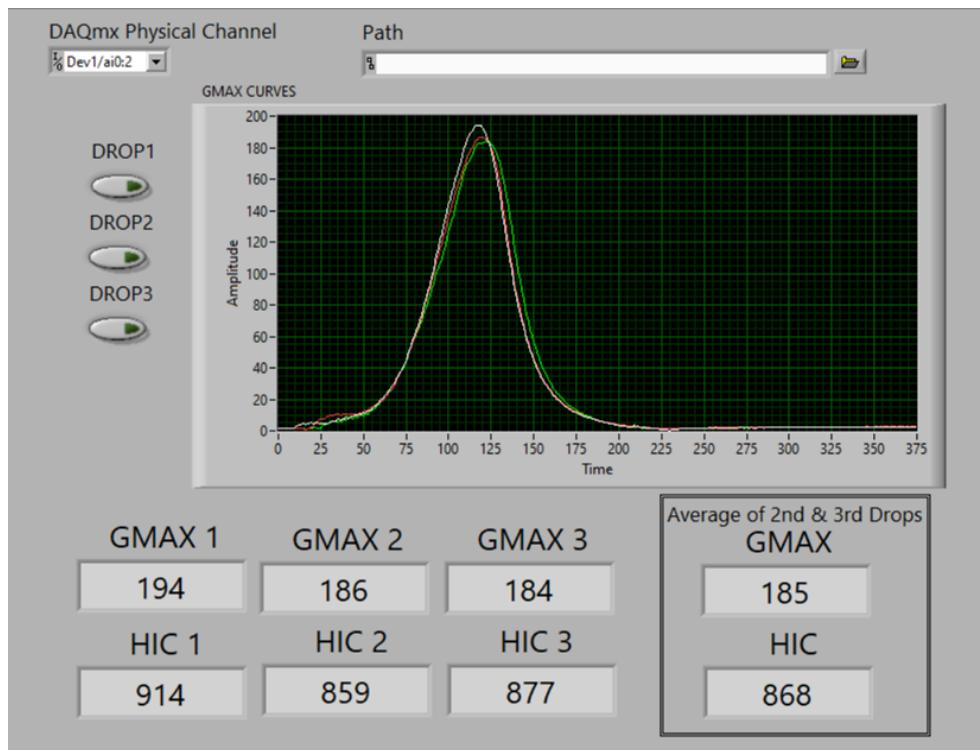 DAQmx Physical Channel
Dev1/ai0:2
Path
GMAX CURVES
DROP1
DROP2
DROP3
Amplitude
200
180
160
140
120
100
80
60
40
20
0
0 25 50 75 100 125 150 175 200 225 250 275 300 325 350 375
Time
GMAX 1
194
GMAX 2
186
GMAX 3
184
HIC 1
914
HIC 2
859
HIC 3
877
Average of 2nd & 3rd Drops
GMAX
185
HIC
868